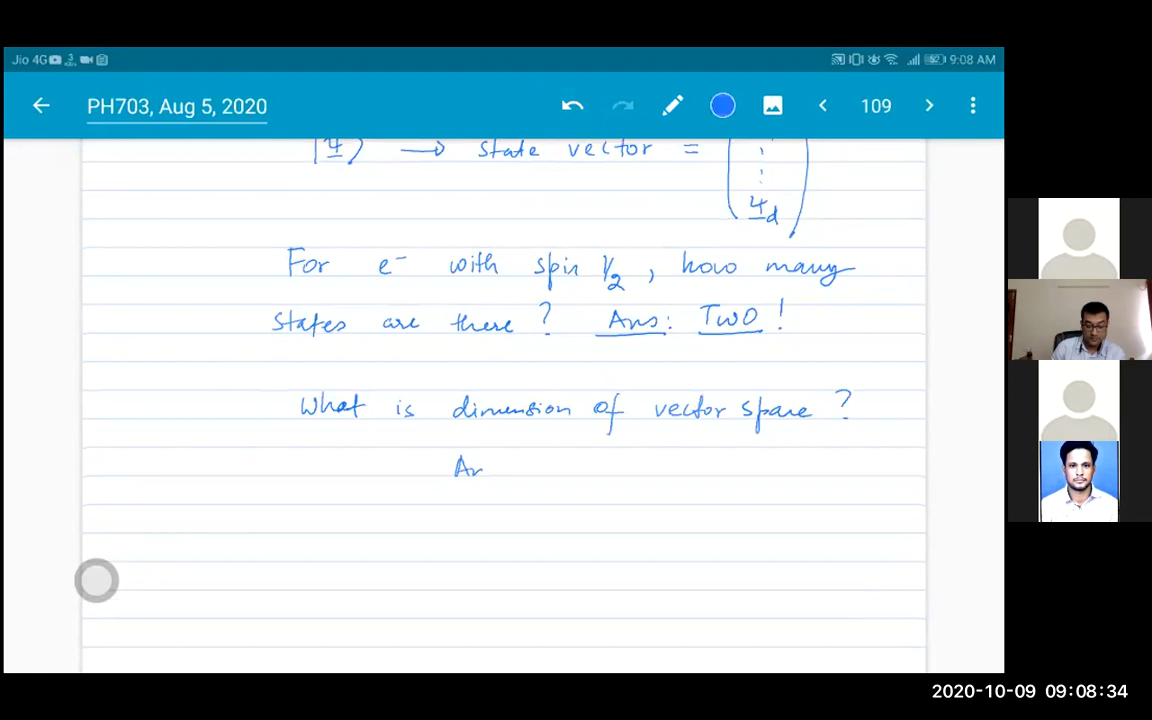 Jio 4G 9:08 AM
PH703, Aug 5, 2020 109
|Ψ⟩ → state vector = ⋮ Ψd
For e- with spin 1/2, how many
states are there? Ans: Two!
What is dimension of vector space?
An
2020-10-09 09:08:34